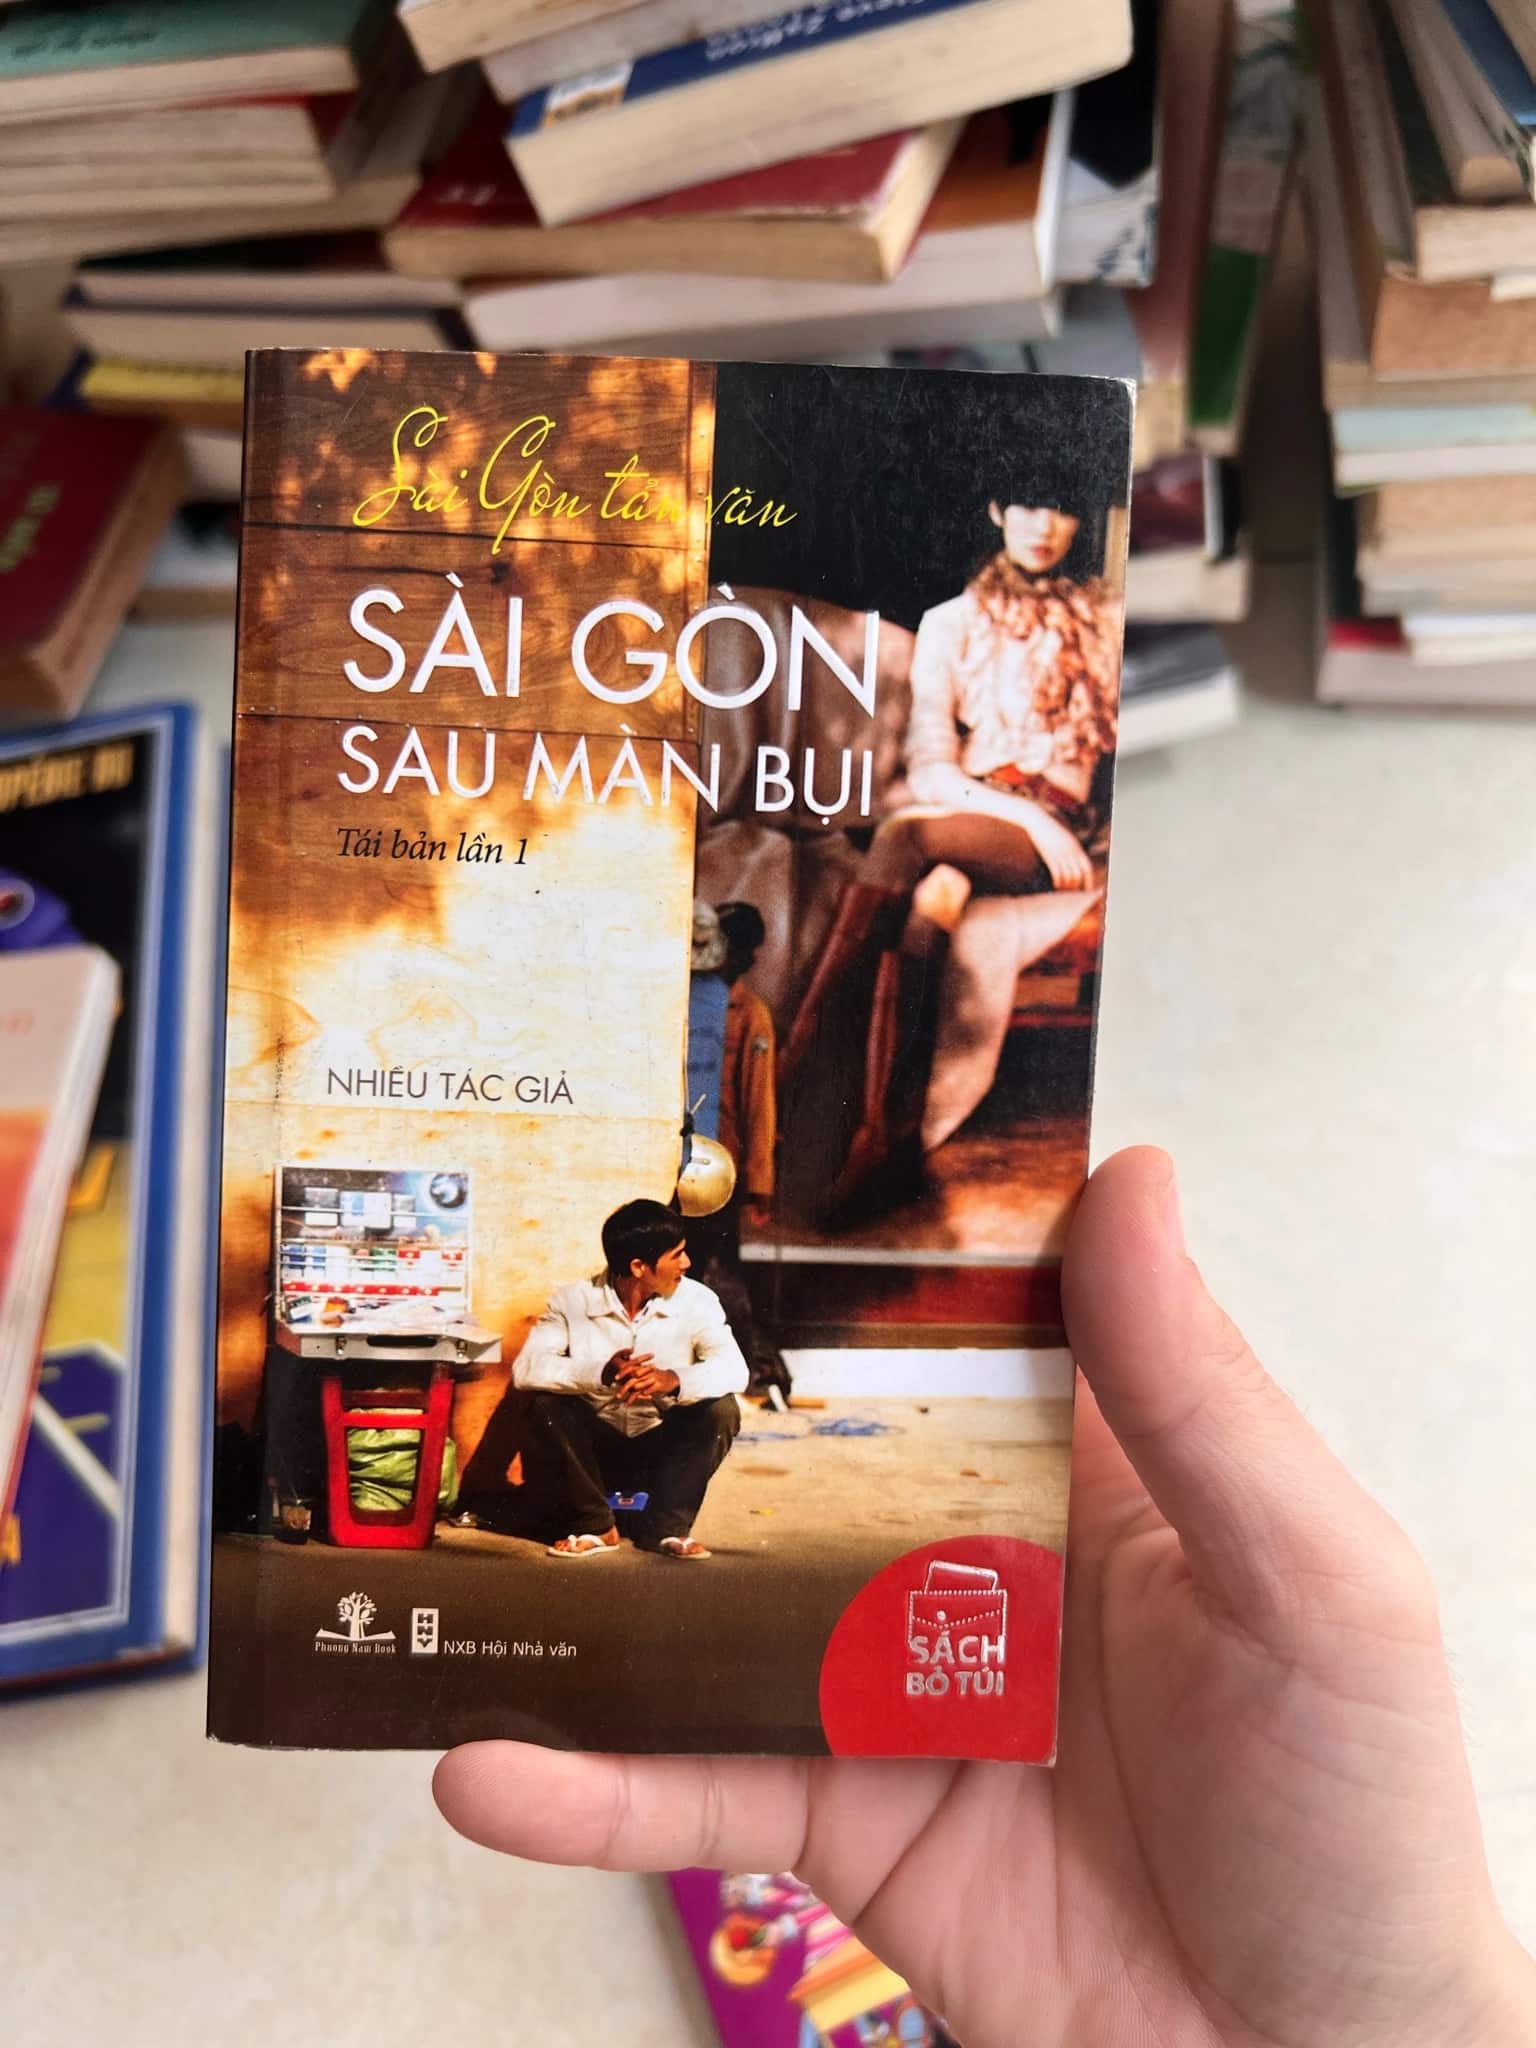 Sài Gòn tản văn
SÀI GÒN
SAU MÀN BỤI
Tái bản lần 1
NHIỀU TÁC GIẢ
Phuong Nam Book
HNV
NXB Hội Nhà văn
SÁCH
BỎ TÚI